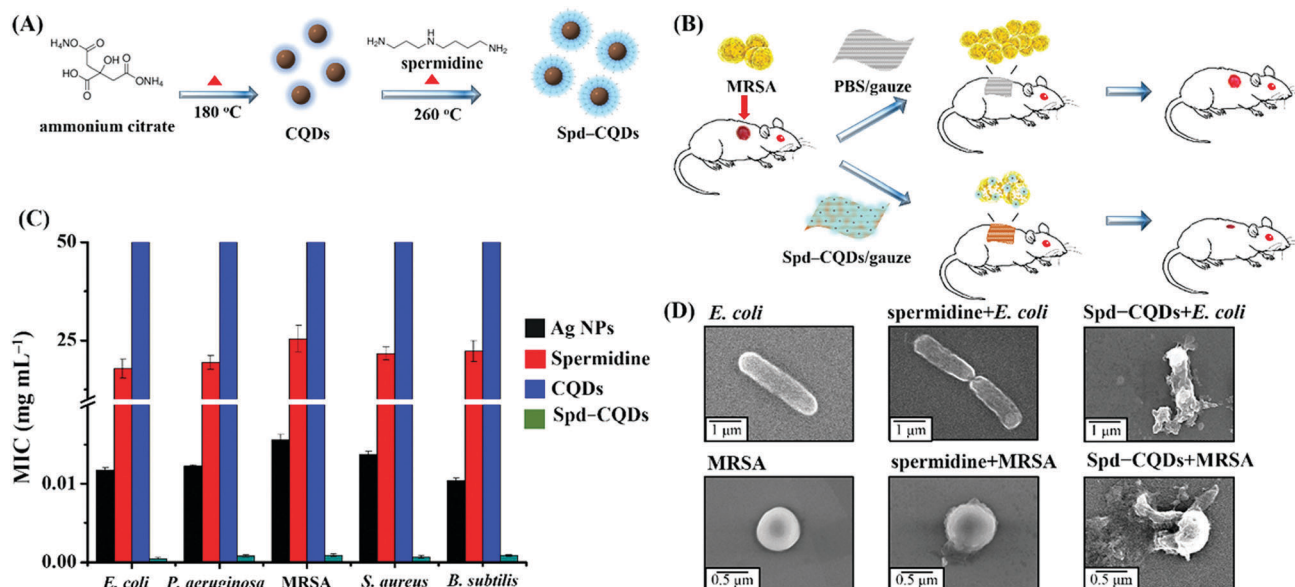 (A)
H₄NO
O
OH
HO
O
O
ONH₄
ammonium citrate
180 °C
CQDs
H₂N
H
N
NH₂
spermidine
260 °C
Spd−CQDs
(B)
MRSA
PBS/gauze
Spd−CQDs/gauze
(C)
MIC (mg mL⁻¹)
50
25
0.01
0.00
Ag NPs
Spermidine
CQDs
Spd−CQDs
E. coli
P. aeruginosa
MRSA
S. aureus
B. subtilis
(D)
E. coli
spermidine+E. coli
Spd−CQDs+E. coli
1 μm
1 μm
1 μm
MRSA
spermidine+MRSA
Spd−CQDs+MRSA
0.5 μm
0.5 μm
0.5 μm